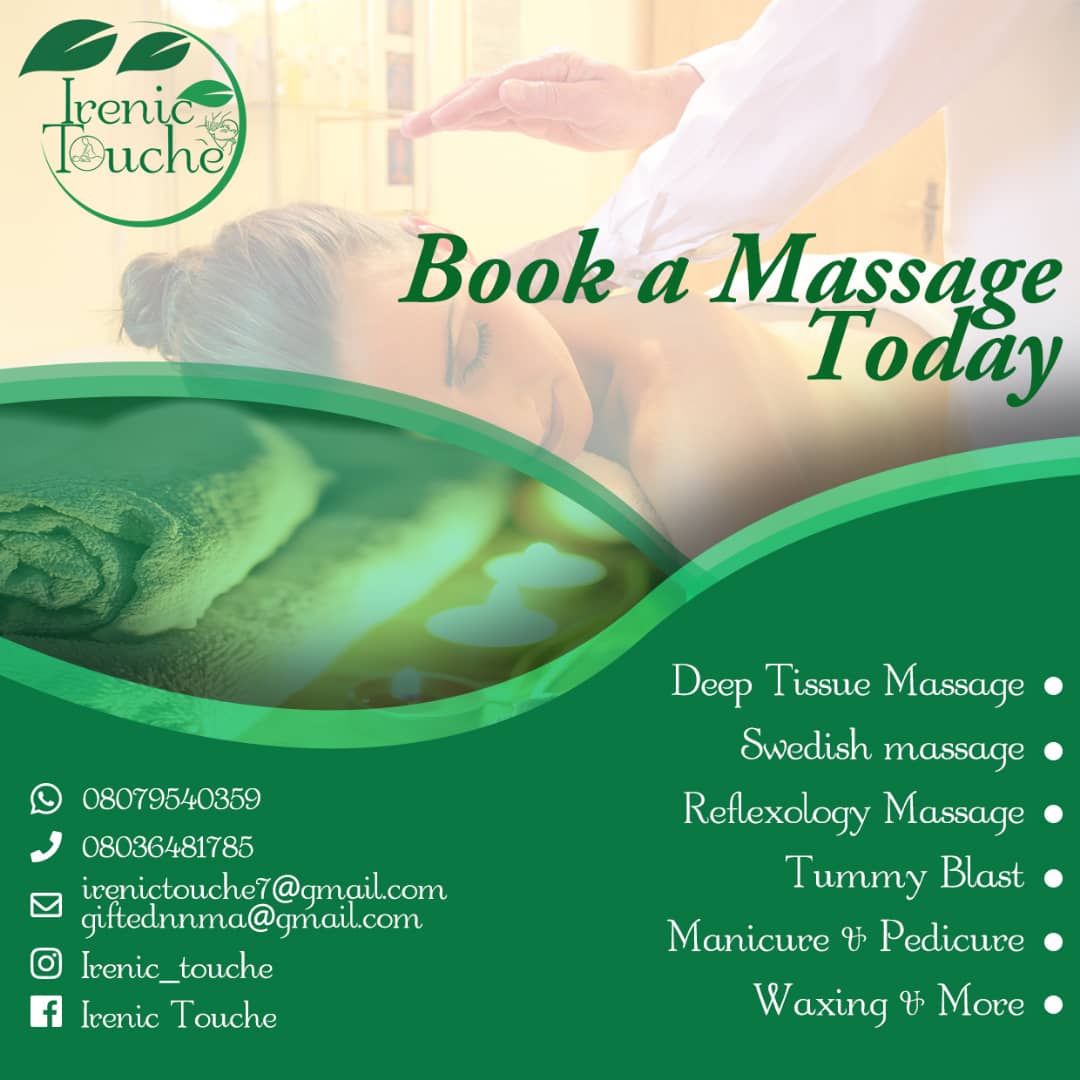 Irenic
Touchè
Book a Massage
Today
Deep Tissue Massage
Swedish massage
Reflexology Massage
Tummy Blast
Manicure & Pedicure
Waxing & More
08079540359
08036481785
irenictouche7@gmail.com
giftednnma@gmail.com
Irenic_touche
Irenic Touche